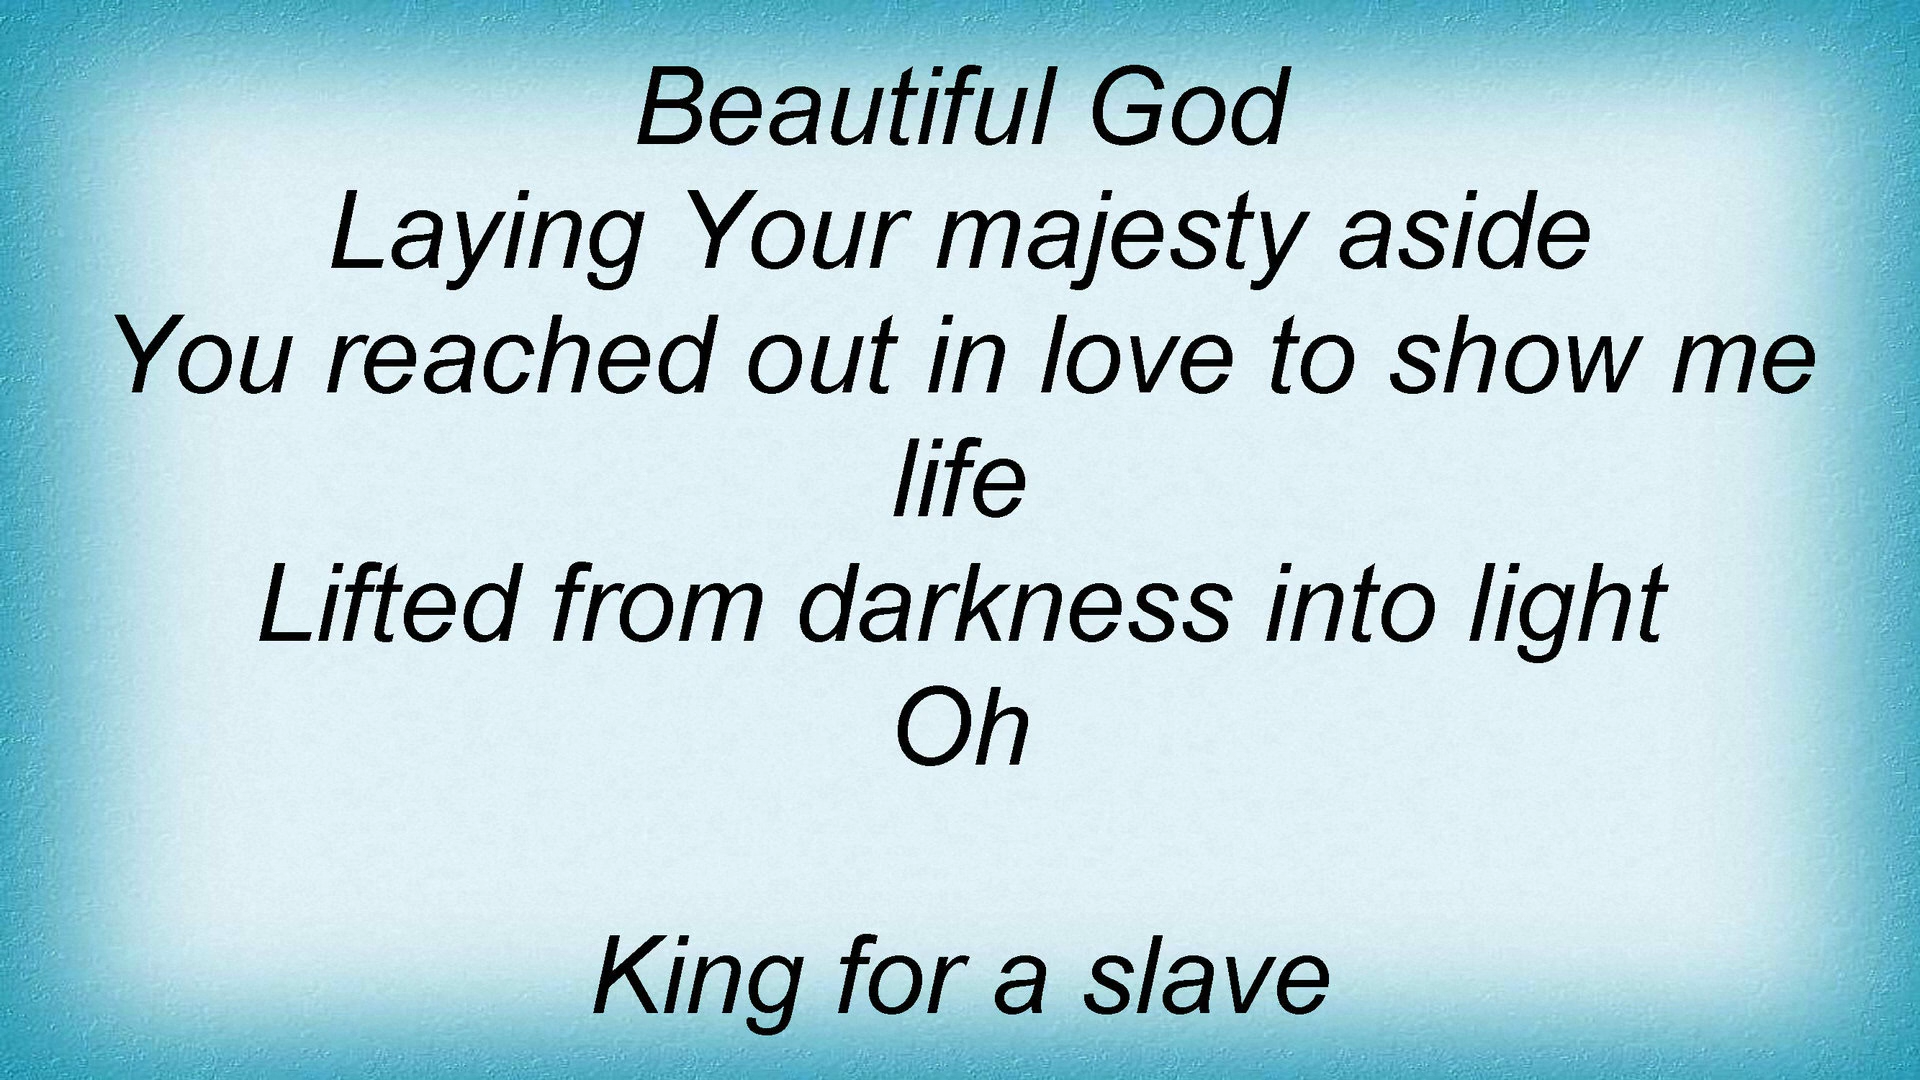 Beautiful God
Laying Your majesty aside
You reached out in love to show me
life
Lifted from darkness into light
Oh
King for a slave